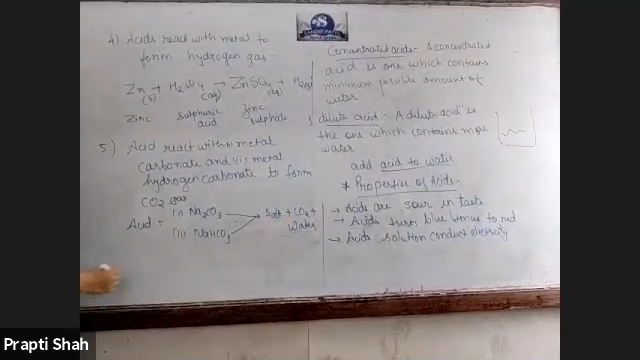 4) Acids react with metal to
form hydrogen gas -
Zn + H2SO4 → ZnSO4 + H2(g)
(s) (aq) (aq)
Zinc sulphuric acid zinc sulphate
5) Acid react with (i) metal
carbonate and (ii) metal
hydrogen carbonate to form
CO2 gas
Acid + (i) Na2CO3
(ii) NaHCO3
Salt + CO2 +
Water
Concentrated acids - A concentrated
acid is one which contains
minimum possible amount of
water
dilute acid - A dilute acid is
the one which contains more
water
add acid to water
* Properties of Acids -
→ Acids are sour in taste
→ Acids turn blue litmus to red
→ Acids solution conduct electricity
Prapti Shah